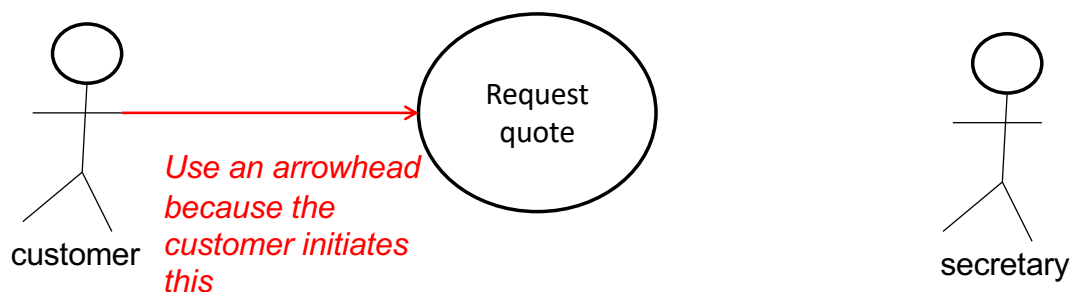 Request
quote
Use an arrowhead
because the
customer initiates
this
customer
secretary